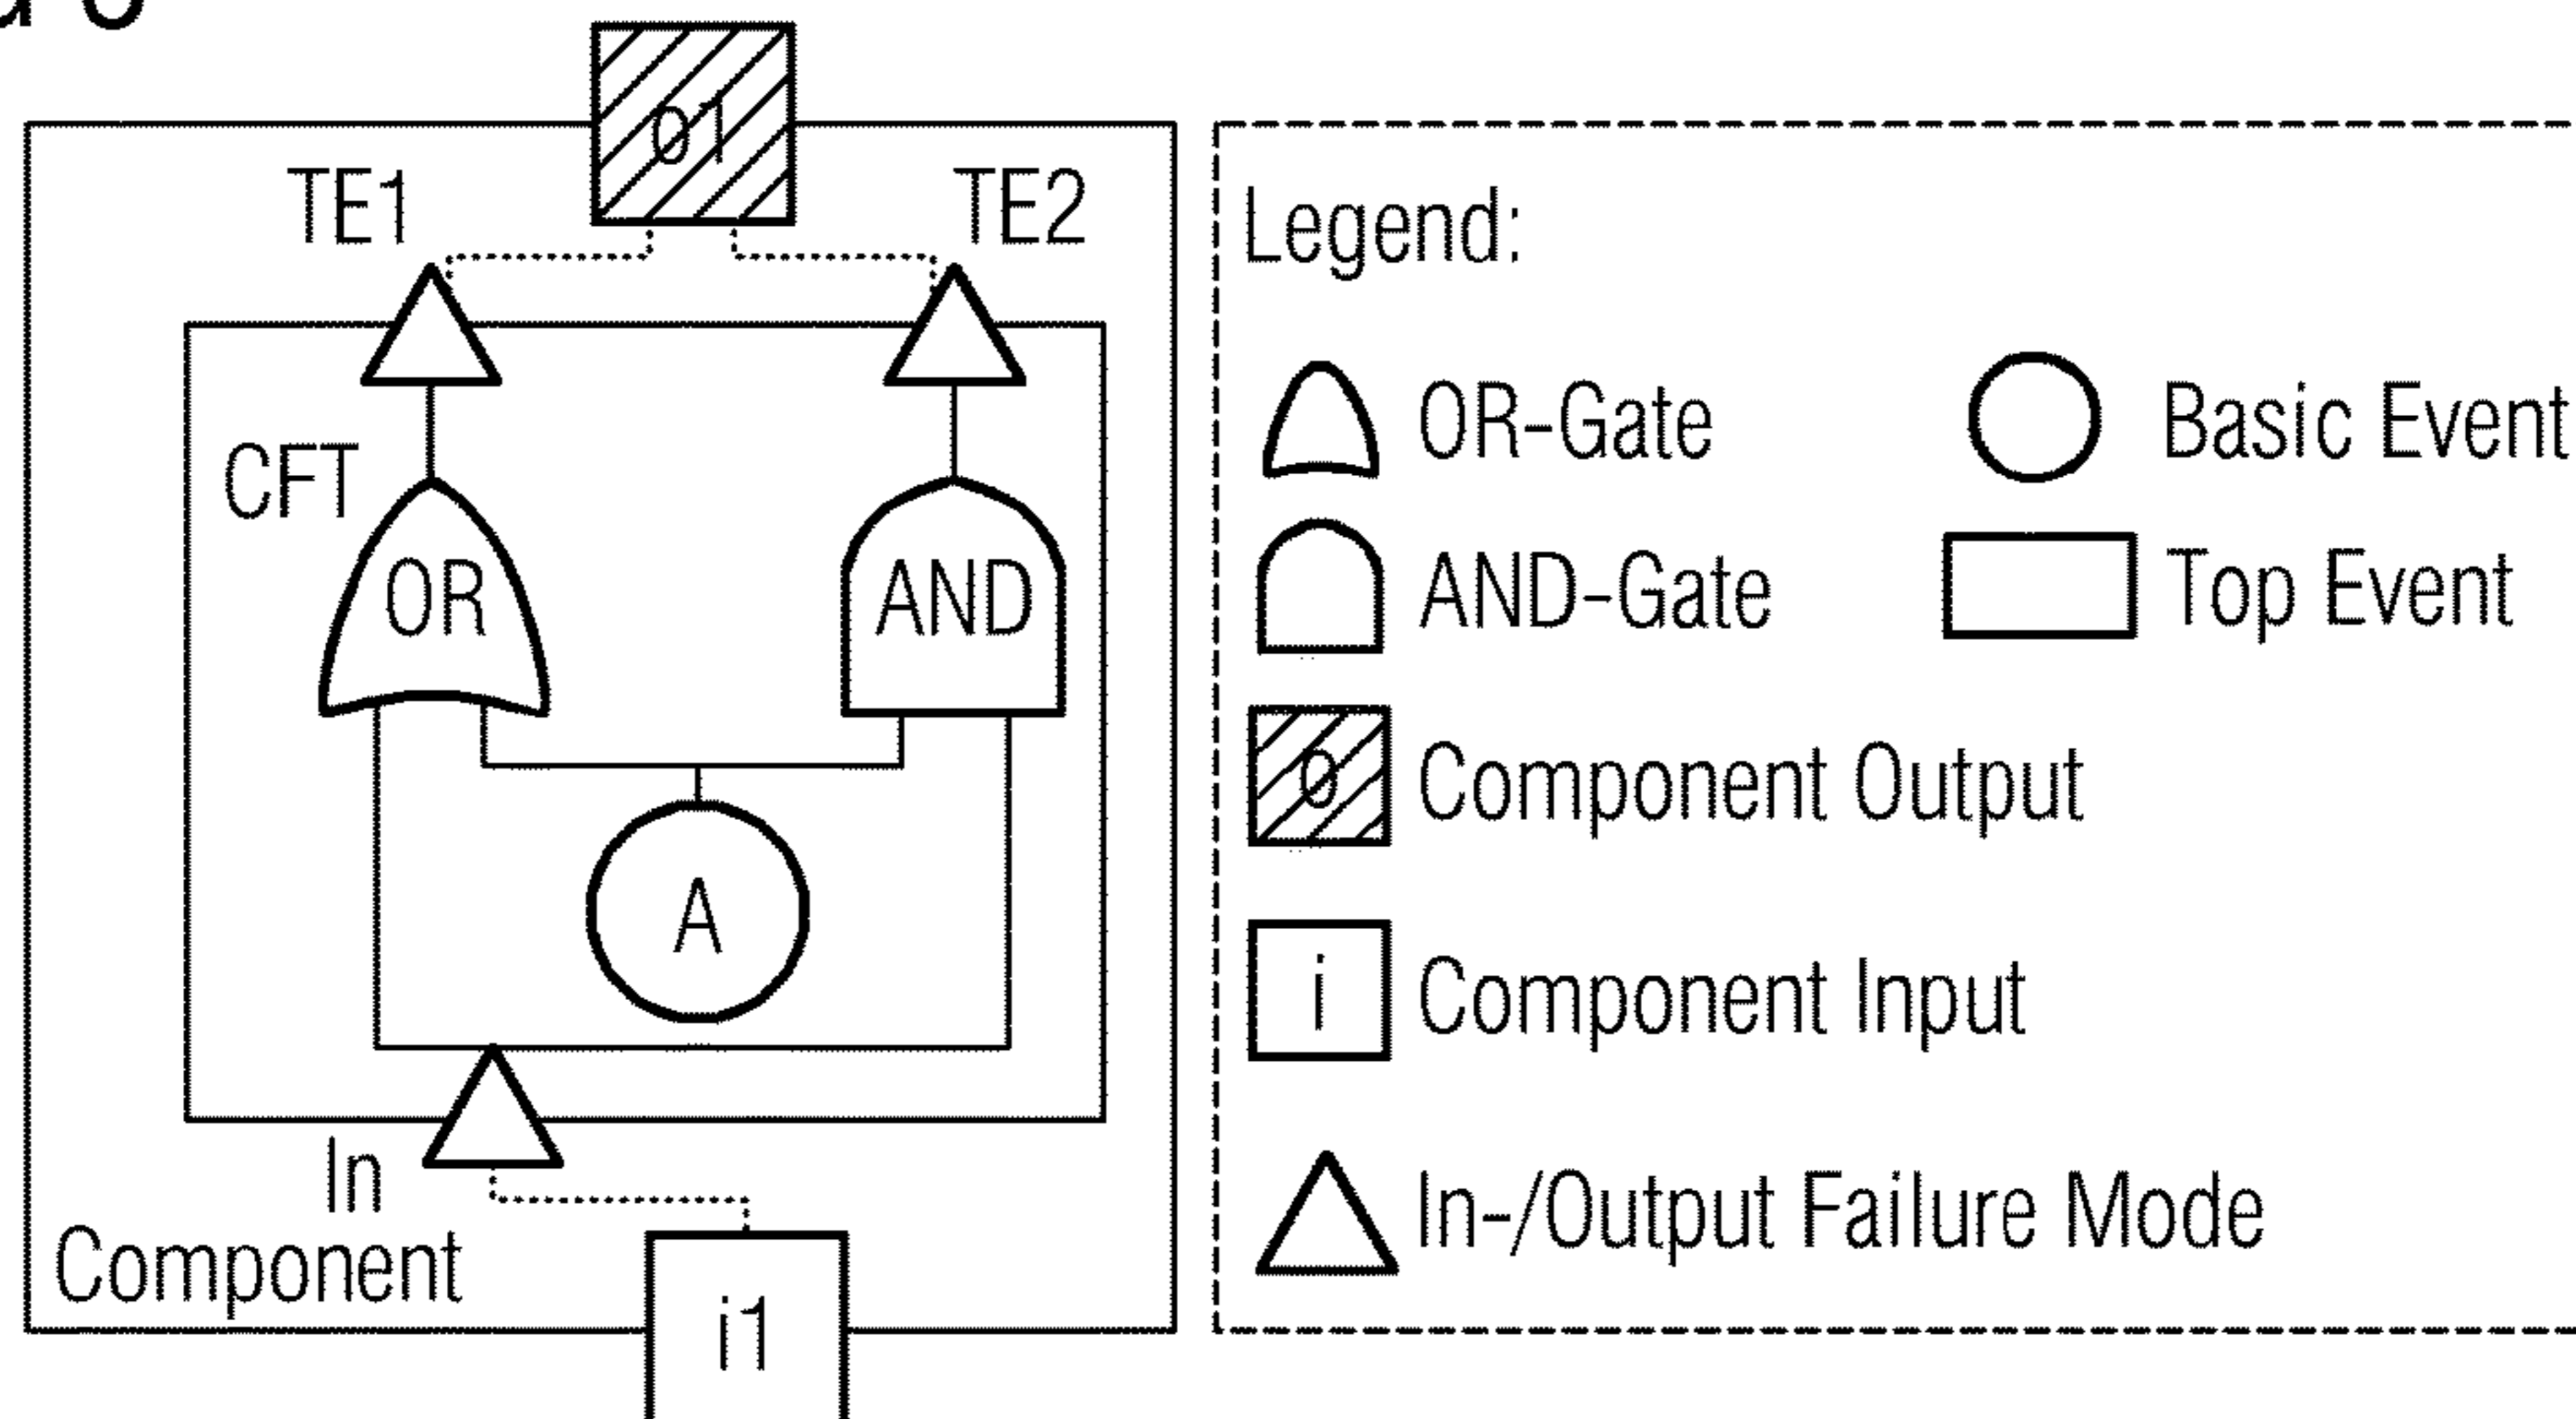 o1
TE1
TE2
CFT
OR
AND
A
In
Component
i1
Legend:
OR-Gate
Basic Event
AND-Gate
Top Event
o
Component Output
i
Component Input
In-/Output Failure Mode